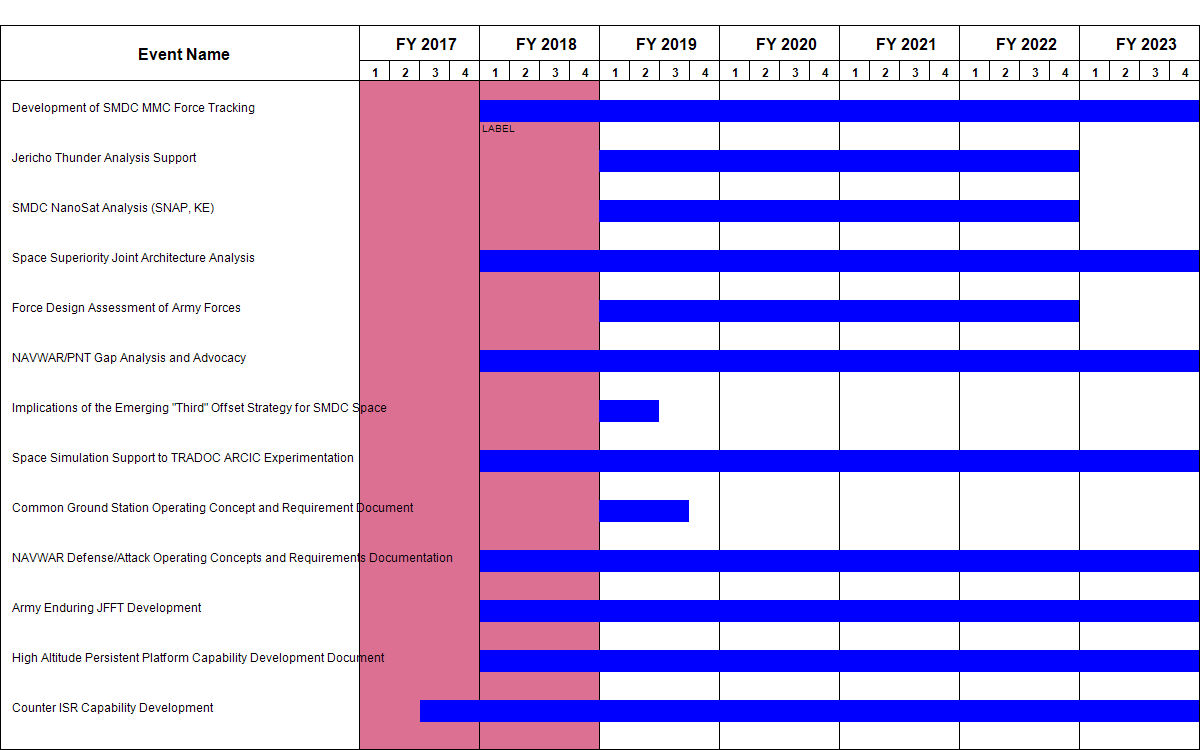 Event Name
FY 2017 FY 2018 FY 2019 FY 2020 FY 2021 FY 2022 FY 2023
1 2 3 4 1 2 3 4 1 2 3 4 1 2 3 4 1 2 3 4 1 2 3 4 1 2 3 4
Development of SMDC MMC Force Tracking
LABEL
Jericho Thunder Analysis Support
SMDC NanoSat Analysis (SNAP, KE)
Space Superiority Joint Architecture Analysis
Force Design Assessment of Army Forces
NAVWAR/PNT Gap Analysis and Advocacy
Implications of the Emerging "Third" Offset Strategy for SMDC Space
Space Simulation Support to TRADOC ARCIC Experimentation
Common Ground Station Operating Concept and Requirement Document
NAVWAR Defense/Attack Operating Concepts and Requirements Documentation
Army Enduring JFFT Development
High Altitude Persistent Platform Capability Development Document
Counter ISR Capability Development